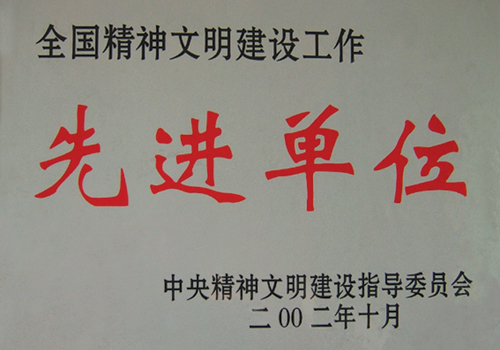 全国精神文明建设工作
先进单位
中央精神文明建设指导委员会
二00二年十月